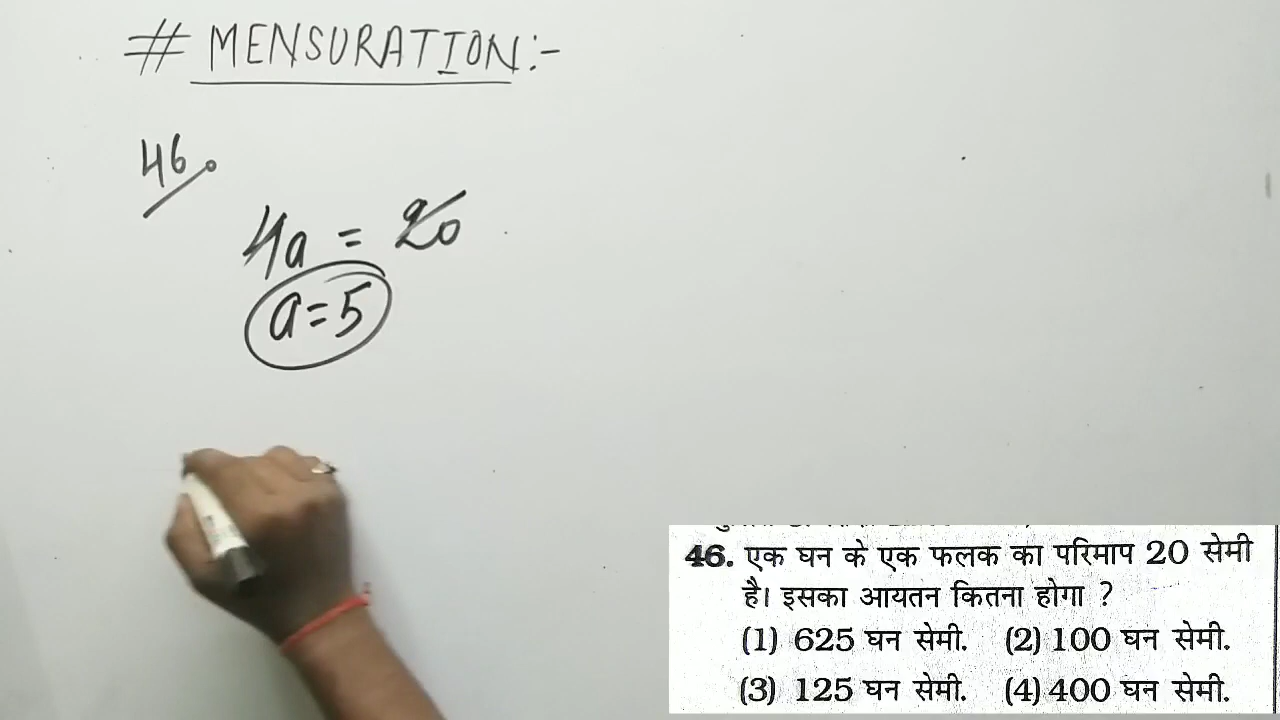 # MENSURATION:-
46.
4a = 20
a = 5
46. एक घन के एक फलक का परिमाप 20 सेमी
है। इसका आयतन कितना होगा ?
(1) 625 घन सेमी. (2) 100 घन सेमी.
(3) 125 घन सेमी. (4) 400 घन सेमी.